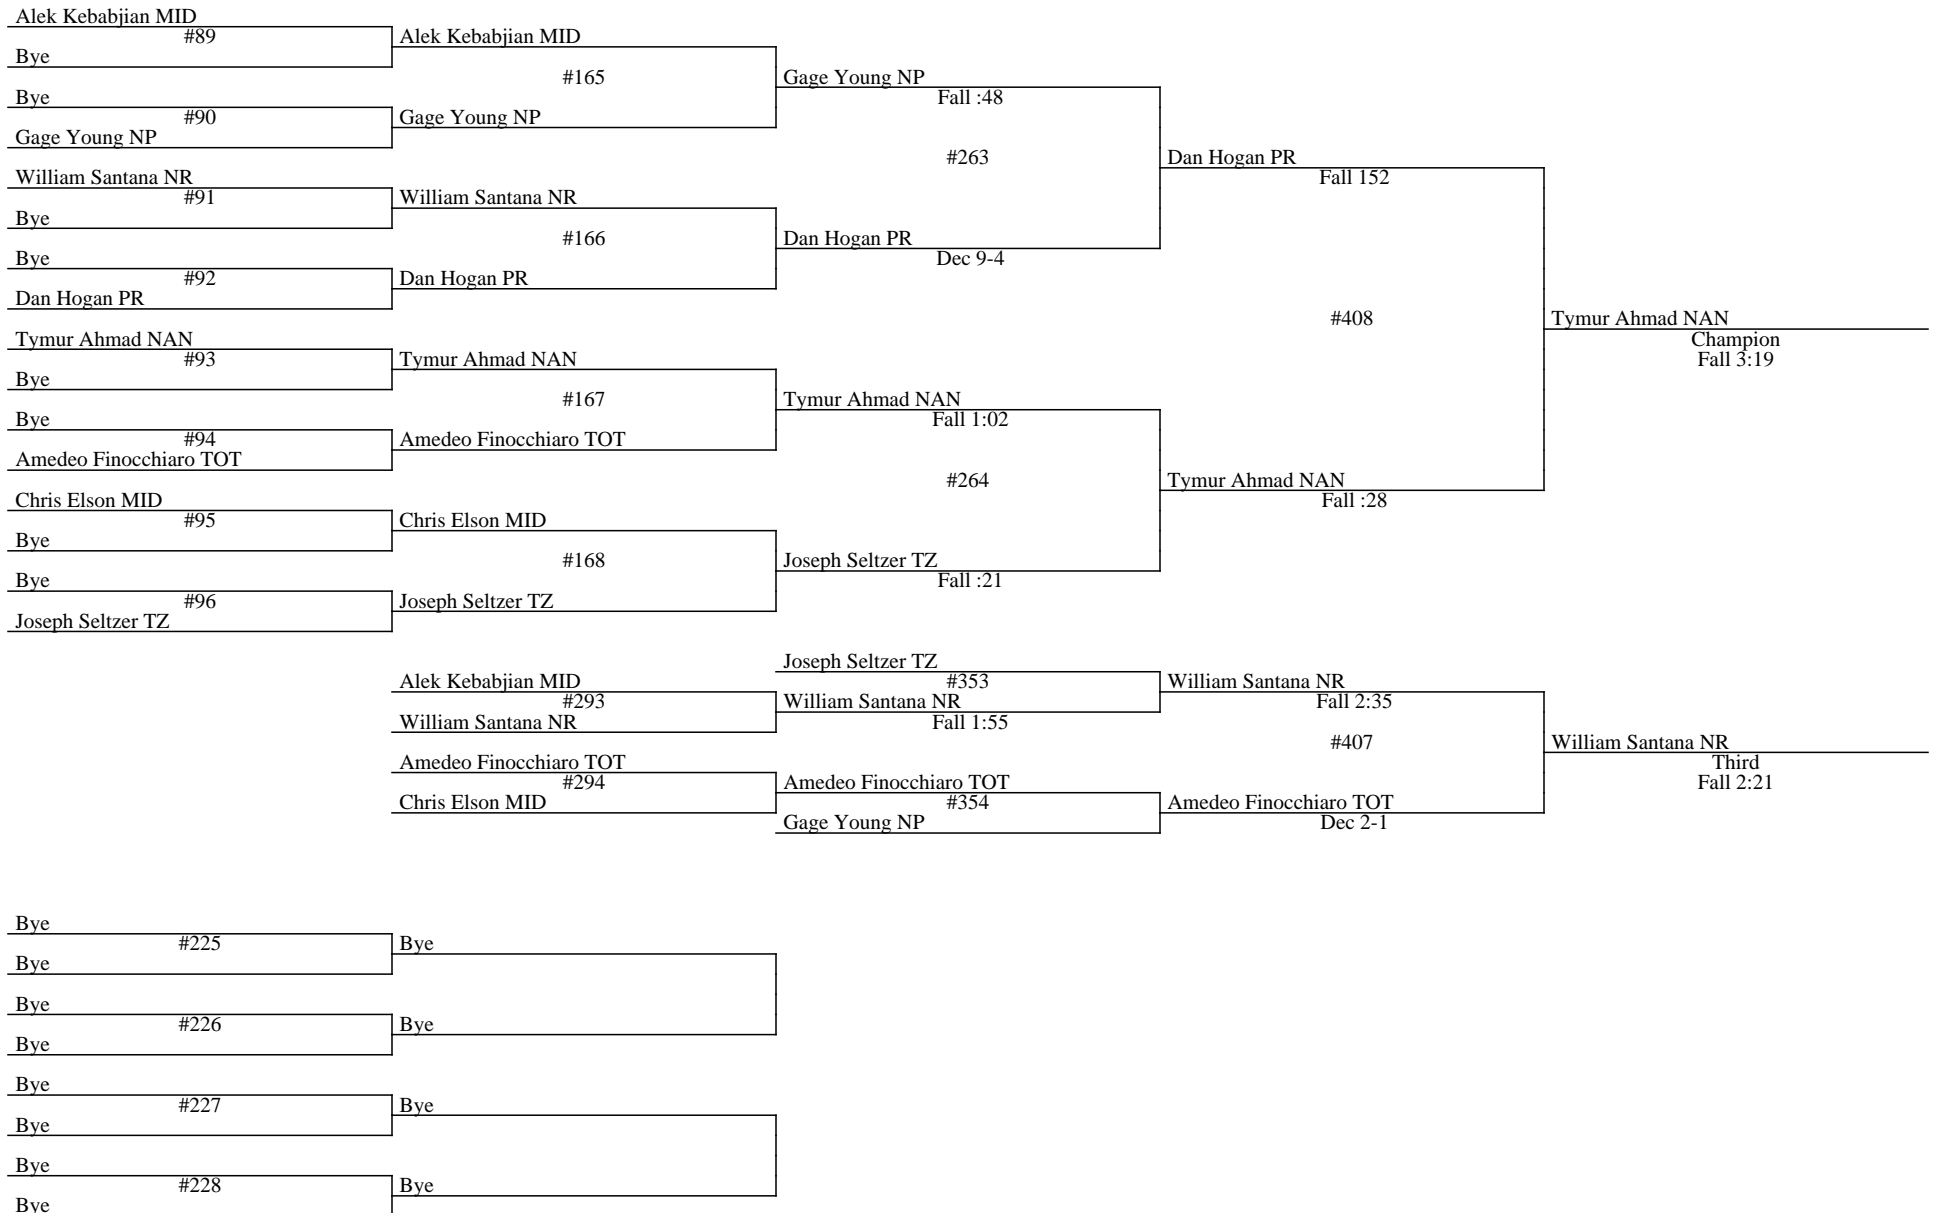 Alek Kebabjian MID
#89
Bye
Alek Kebabjian MID
#165
Bye
#90
Gage Young NP
Gage Young NP
Gage Young NP
Fall :48
#263
William Santana NR
#91
Bye
William Santana NR
#166
Bye
#92
Dan Hogan PR
Dan Hogan PR
Dan Hogan PR
Dec 9-4
Dan Hogan PR
Fall 152
#408
Tymur Ahmad NAN
#93
Bye
Tymur Ahmad NAN
#167
Bye
#94
Amedeo Finocchiaro TOT
Amedeo Finocchiaro TOT
Tymur Ahmad NAN
Fall 1:02
#264
Chris Elson MID
#95
Bye
Chris Elson MID
#168
Bye
#96
Joseph Seltzer TZ
Joseph Seltzer TZ
Joseph Seltzer TZ
Fall :21
Tymur Ahmad NAN
Fall :28
Tymur Ahmad NAN
Champion
Fall 3:19
Joseph Seltzer TZ
#353
Alek Kebabjian MID
#293
William Santana NR
William Santana NR
Fall 1:55
William Santana NR
Fall 2:35
#407
Amedeo Finocchiaro TOT
#294
Chris Elson MID
Amedeo Finocchiaro TOT
#354
Gage Young NP
Amedeo Finocchiaro TOT
Dec 2-1
William Santana NR
Third
Fall 2:21
Bye
#225
Bye
Bye
Bye
#226
Bye
Bye
Bye
#227
Bye
Bye
Bye
#228
Bye
Bye